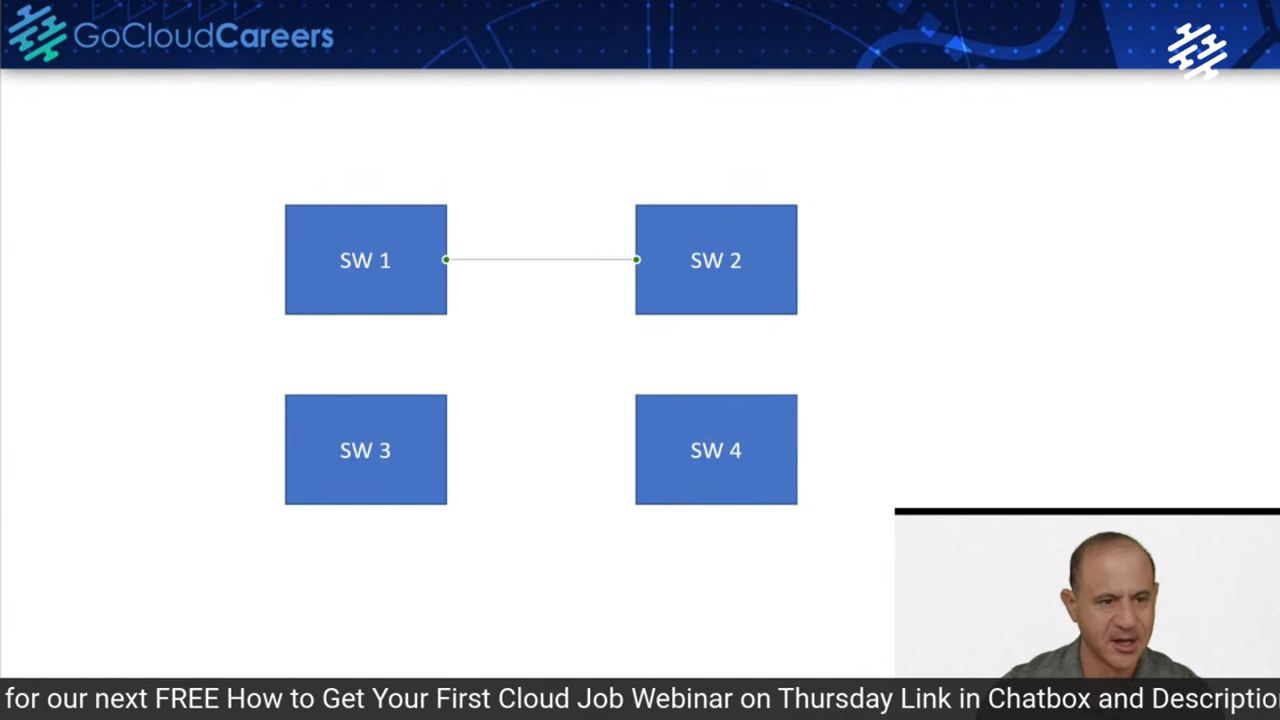 GoCloudCareers
SW 1
SW 2
SW 3
SW 4
for our next FREE How to Get Your First Cloud Job Webinar on Thursday Link in Chatbox and Descriptio